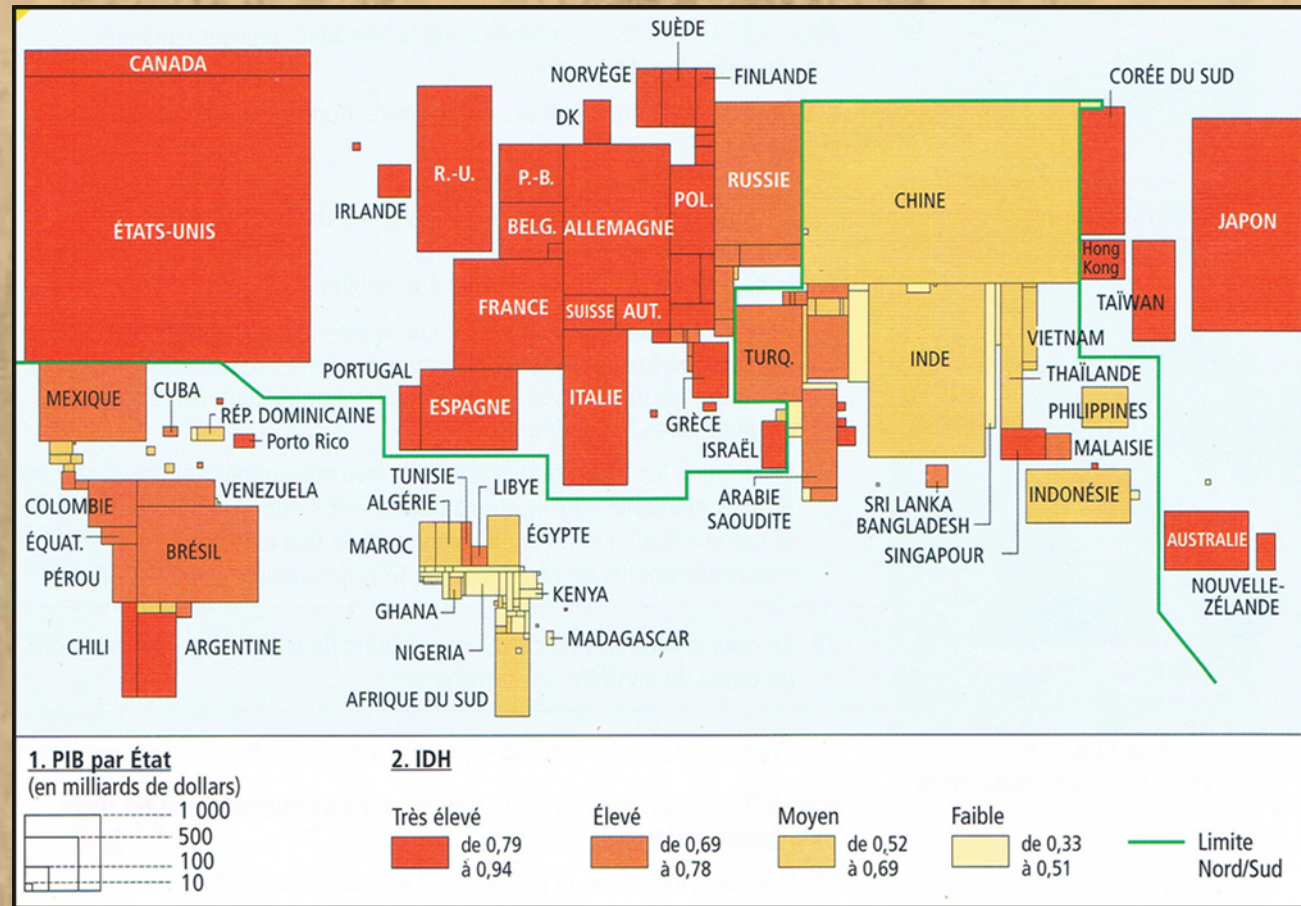 CANADA
ÉTATS-UNIS
IRLANDE
R.-U.
NORVÈGE
SUÈDE
FINLANDE
DK
P.-B.
BELG.
ALLEMAGNE
POL.
RUSSIE
FRANCE
SUISSE
AUT.
PORTUGAL
ESPAGNE
ITALIE
GRÈCE
TURQ.
ISRAËL
ARABIE
SAOUDITE
CHINE
CORÉE DU SUD
Hong
Kong
TAÏWAN
JAPON
INDE
VIETNAM
THAÏLANDE
PHILIPPINES
MALAISIE
INDONÉSIE
SRI LANKA
BANGLADESH
SINGAPOUR
AUSTRALIE
NOUVELLE-
ZÉLANDE
MEXIQUE
CUBA
RÉP. DOMINICAINE
Porto Rico
COLOMBIE
VENEZUELA
ÉQUAT.
BRÉSIL
PÉROU
CHILI
ARGENTINE
TUNISIE
ALGÉRIE
LIBYE
MAROC
ÉGYPTE
GHANA
KENYA
NIGERIA
MADAGASCAR
AFRIQUE DU SUD
1. PIB par État
(en milliards de dollars)
1 000
500
100
10
2. IDH
Très élevé
de 0,79
à 0,94
Élevé
de 0,69
à 0,78
Moyen
de 0,52
à 0,69
Faible
de 0,33
à 0,51
Limite
Nord/Sud